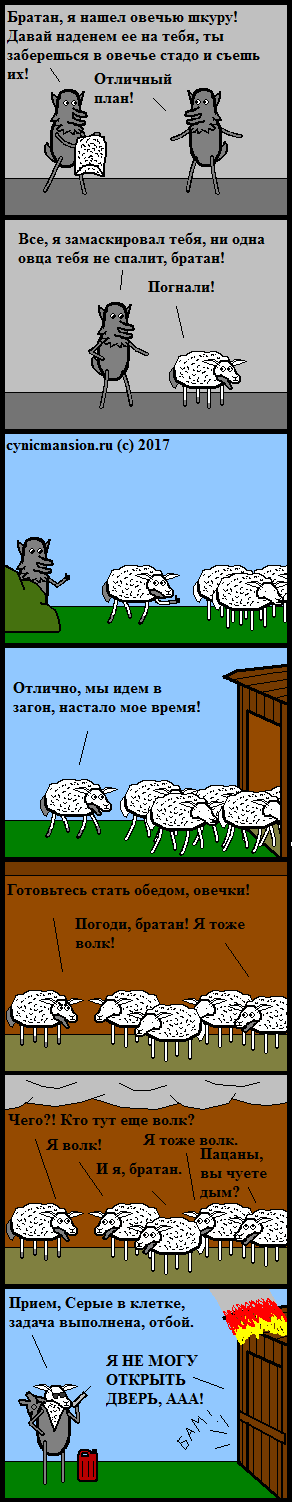 Братан, я нашел овечью шкуру!
Давай наденем ее на тебя, ты
заберешься в овечье стадо и съешь
их!
Отличный
план!
Все, я замаскировал тебя, ни одна
овца тебя не спалит, братан!
Погнали!
cynicmansion.ru (c) 2017
Отлично, мы идем в
загон, настало мое время!
Готовьтесь стать обедом, овечки!
Погоди, братан! Я тоже
волк!
Чего?! Кто тут еще волк?
Я волк!
Я тоже волк.
И я, братан.
Пацаны,
вы чуете
дым?
Прием, Серые в клетке,
задача выполнена, отбой.
Я НЕ МОГУ
ОТКРЫТЬ
ДВЕРЬ, ААА!
БАМ!